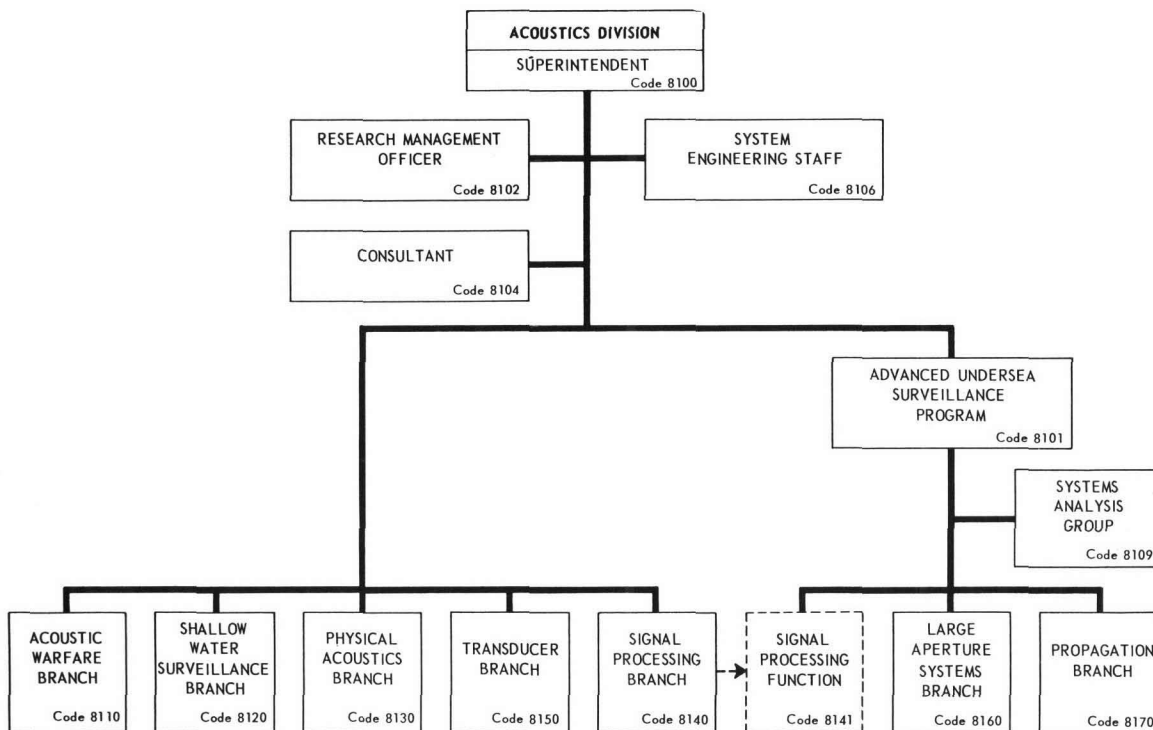 ACOUSTICS DIVISION
SUPERINTENDENT
Code 8100
RESEARCH MANAGEMENT
OFFICER
Code 8102
SYSTEM
ENGINEERING STAFF
Code 8106
CONSULTANT
Code 8104
ADVANCED UNDERSEA
SURVEILLANCE
PROGRAM
Code 8101
SYSTEMS
ANALYSIS
GROUP
Code 8109
ACOUSTIC
WARFARE
BRANCH
Code 8110
SHALLOW
WATER
SURVEILLANCE
BRANCH
Code 8120
PHYSICAL
ACOUSTICS
BRANCH
Code 8130
TRANSDUCER
BRANCH
Code 8150
SIGNAL
PROCESSING
BRANCH
Code 8140
SIGNAL
PROCESSING
FUNCTION
Code 8141
LARGE
APERTURE
SYSTEMS
BRANCH
Code 8160
PROPAGATION
BRANCH
Code 8170